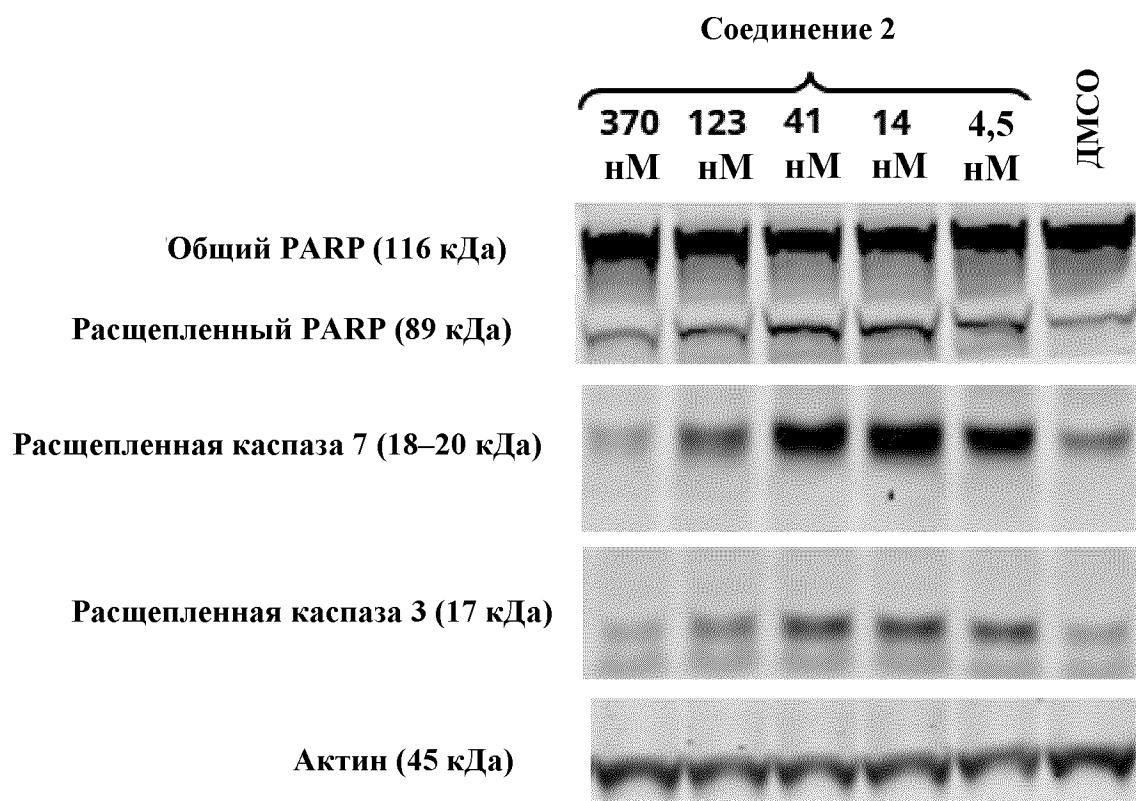 Соединение 2
370 123 41 14 4,5 ДМСО
нМ нМ нМ нМ нМ
Общий PARP (116 кДа)
Расщепленный PARP (89 кДа)
Расщепленная каспаза 7 (18–20 кДа)
Расщепленная каспаза 3 (17 кДа)
Актин (45 кДа)